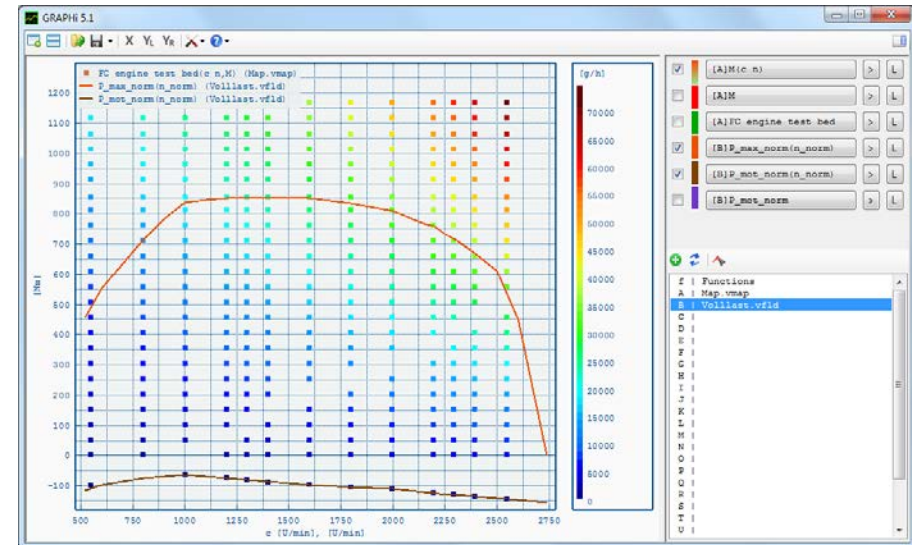 GRAPHi 5.1
X YL YR
FC engine test bed(c n,M) (Map.vmap)
P_max_norm(n_norm) (Volllast.vfld)
P_mot_norm(n_norm) (Volllast.vfld)
[g/h]
1200
1100
1000
900
800
700
600
500
400
300
200
100
0
-100
[Nm]
500 750 1000 1250 1500 1750 2000 2250 2500 2750
c [U/min], [U/min]
70000
65000
60000
55000
50000
45000
40000
35000
30000
25000
20000
15000
10000
5000
0
[A]M(c n) > L
[A]M > L
[A]FC engine test bed > L
[B]P_max_norm(n_norm) > L
[B]P_mot_norm(n_norm) > L
[B]P_mot_norm > L
f | Functions
A | Map.vmap
B | Volllast.vfld
C |
D |
E |
F |
G |
H |
I |
J |
K |
L |
M |
N |
O |
P |
Q |
R |
S |
T |
U |